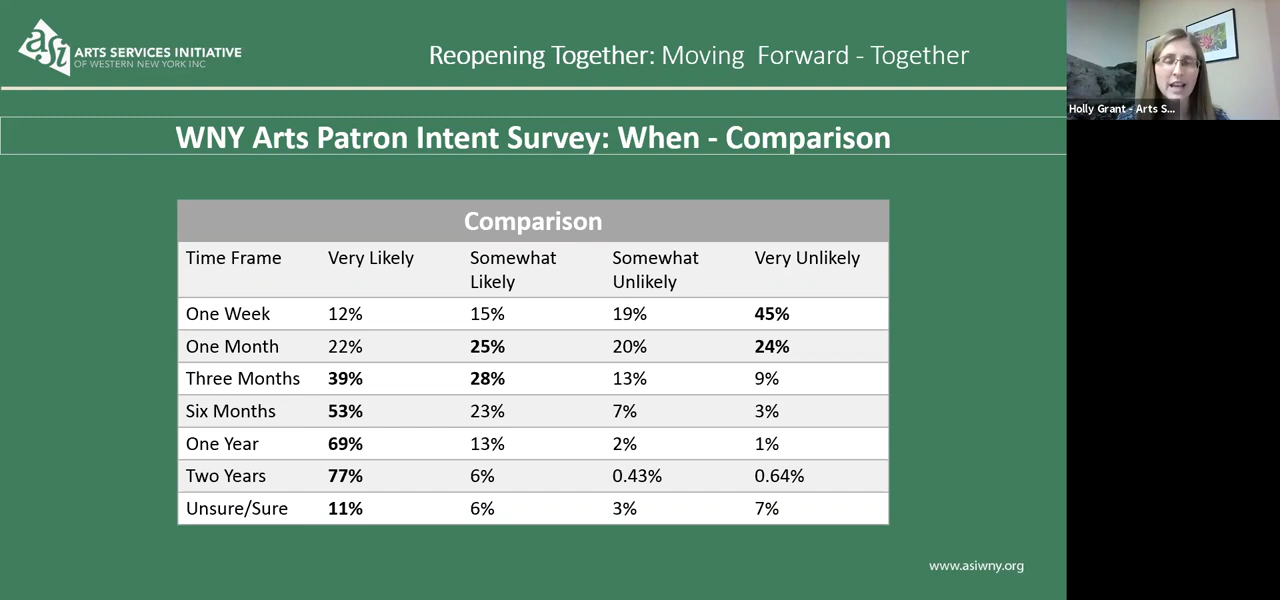 asi
ARTS SERVICES INITIATIVE
OF WESTERN NEW YORK INC
Reopening Together: Moving Forward - Together
Holly Grant - Arts S...
WNY Arts Patron Intent Survey: When - Comparison
Comparison
Time Frame Very Likely Somewhat Likely Somewhat Unlikely Very Unlikely
One Week 12% 15% 19% 45%
One Month 22% 25% 20% 24%
Three Months 39% 28% 13% 9%
Six Months 53% 23% 7% 3%
One Year 69% 13% 2% 1%
Two Years 77% 6% 0.43% 0.64%
Unsure/Sure 11% 6% 3% 7%
www.asiwny.org